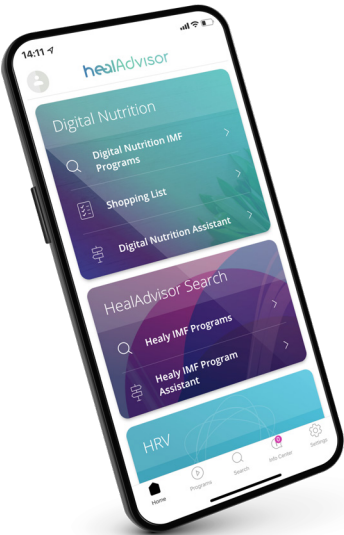 14:11
healAdvisor
Digital Nutrition
Digital Nutrition IMF
Programs
Shopping List
Digital Nutrition Assistant
HealAdvisor Search
Healy IMF Programs
Healy IMF Program
Assistant
HRV
Home
Programs
Search
Info Center
Settings